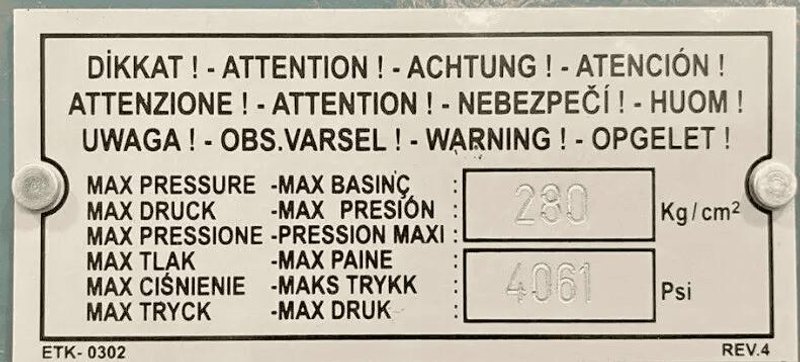 DİKKAT ! - ATTENTION ! - ACHTUNG ! - ATENCIÓN !
ATTENZIONE ! - ATTENTION ! - NEBEZPEČÍ ! - HUOM !
UWAGA ! - OBS.VARSEL ! - WARNING ! - OPGELET !
MAX PRESSURE -MAX BASINÇ :
MAX DRUCK -MAX PRESIÓN : 280 Kg/cm²
MAX PRESSIONE -PRESSION MAXI :
MAX TLAK -MAX PAINE :
MAX CIŚNIENIE -MAKS TRYKK : 4061 Psi
MAX TRYCK -MAX DRUK :
ETK- 0302 REV.4